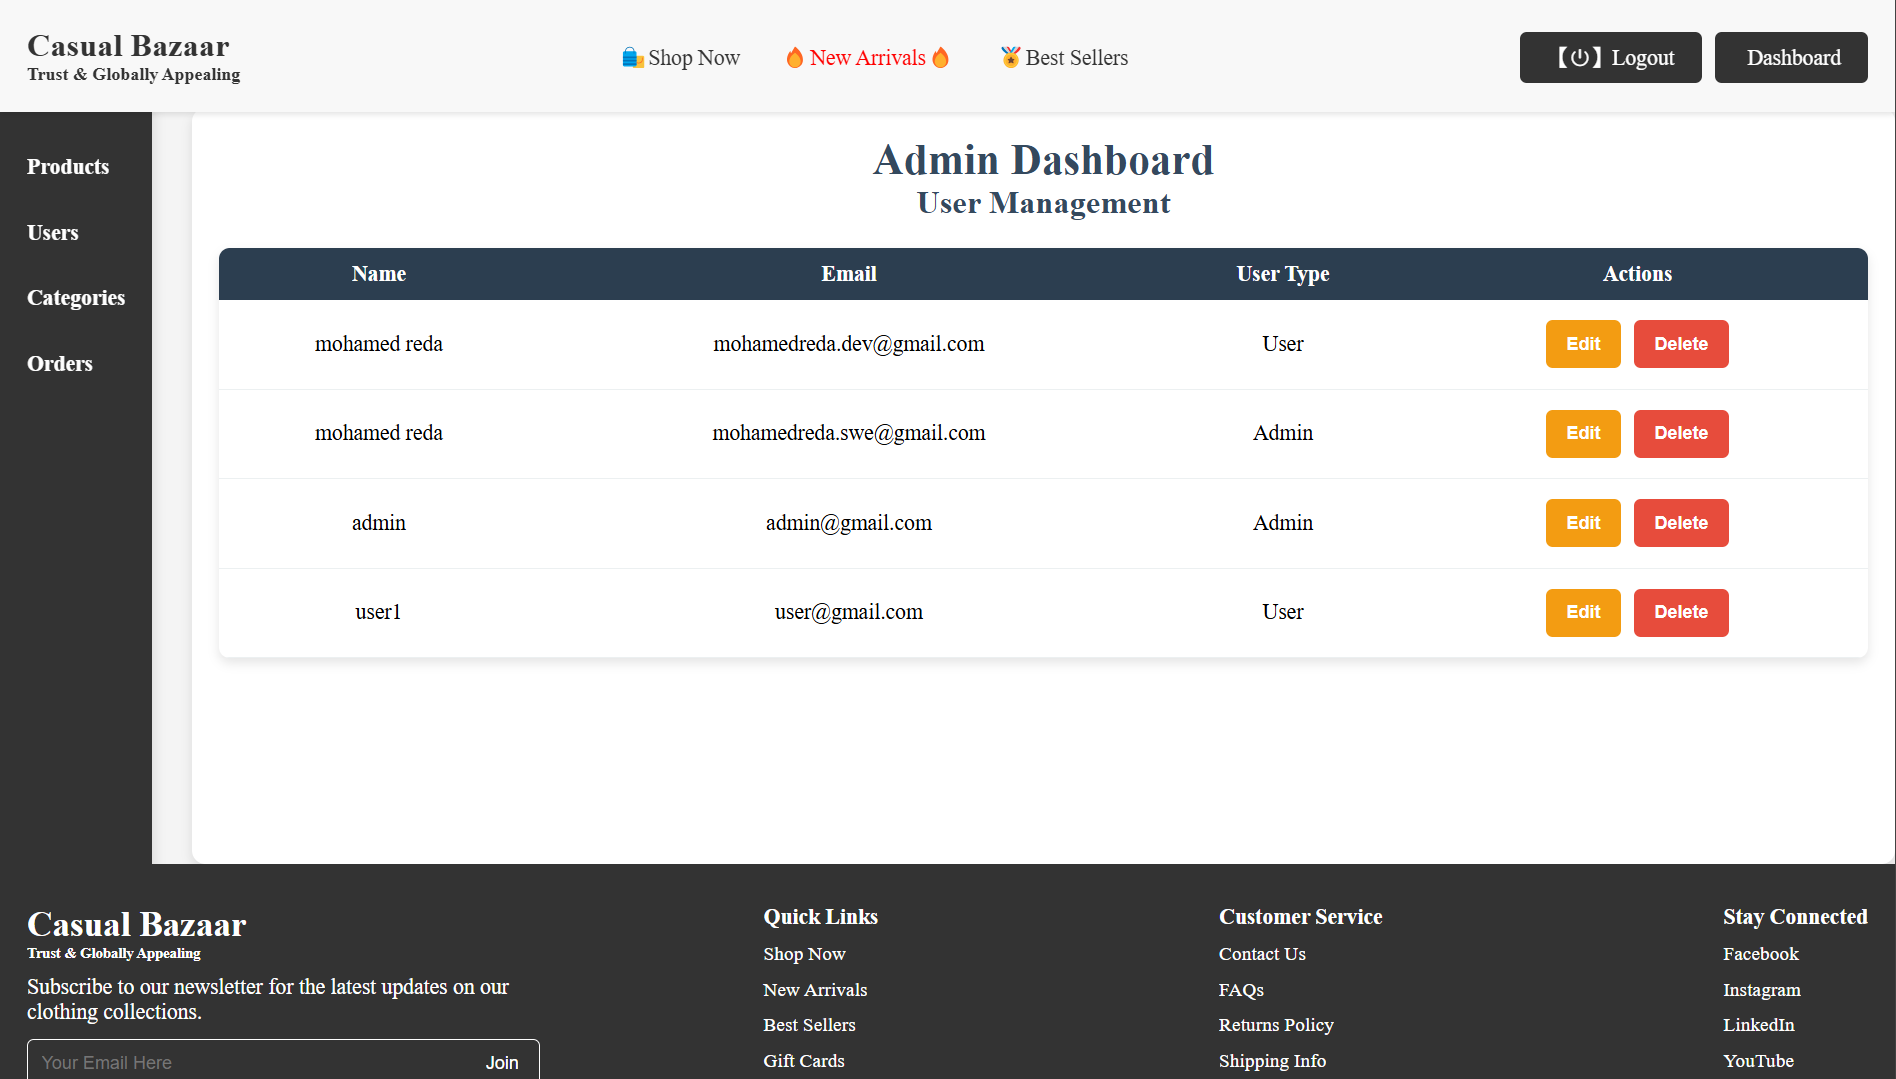 Casual Bazaar
Trust & Globally Appealing
🛍️ Shop Now
🔥 New Arrivals 🔥
🏅 Best Sellers
【⏻】Logout
Dashboard
Products
Users
Categories
Orders
Admin Dashboard
User Management
Name Email User Type Actions
mohamed reda mohamedreda.dev@gmail.com User Edit Delete
mohamed reda mohamedreda.swe@gmail.com Admin Edit Delete
admin admin@gmail.com Admin Edit Delete
user1 user@gmail.com User Edit Delete
Casual Bazaar
Trust & Globally Appealing
Subscribe to our newsletter for the latest updates on our
clothing collections.
Your Email Here Join
Quick Links
Shop Now
New Arrivals
Best Sellers
Gift Cards
Customer Service
Contact Us
FAQs
Returns Policy
Shipping Info
Stay Connected
Facebook
Instagram
LinkedIn
YouTube